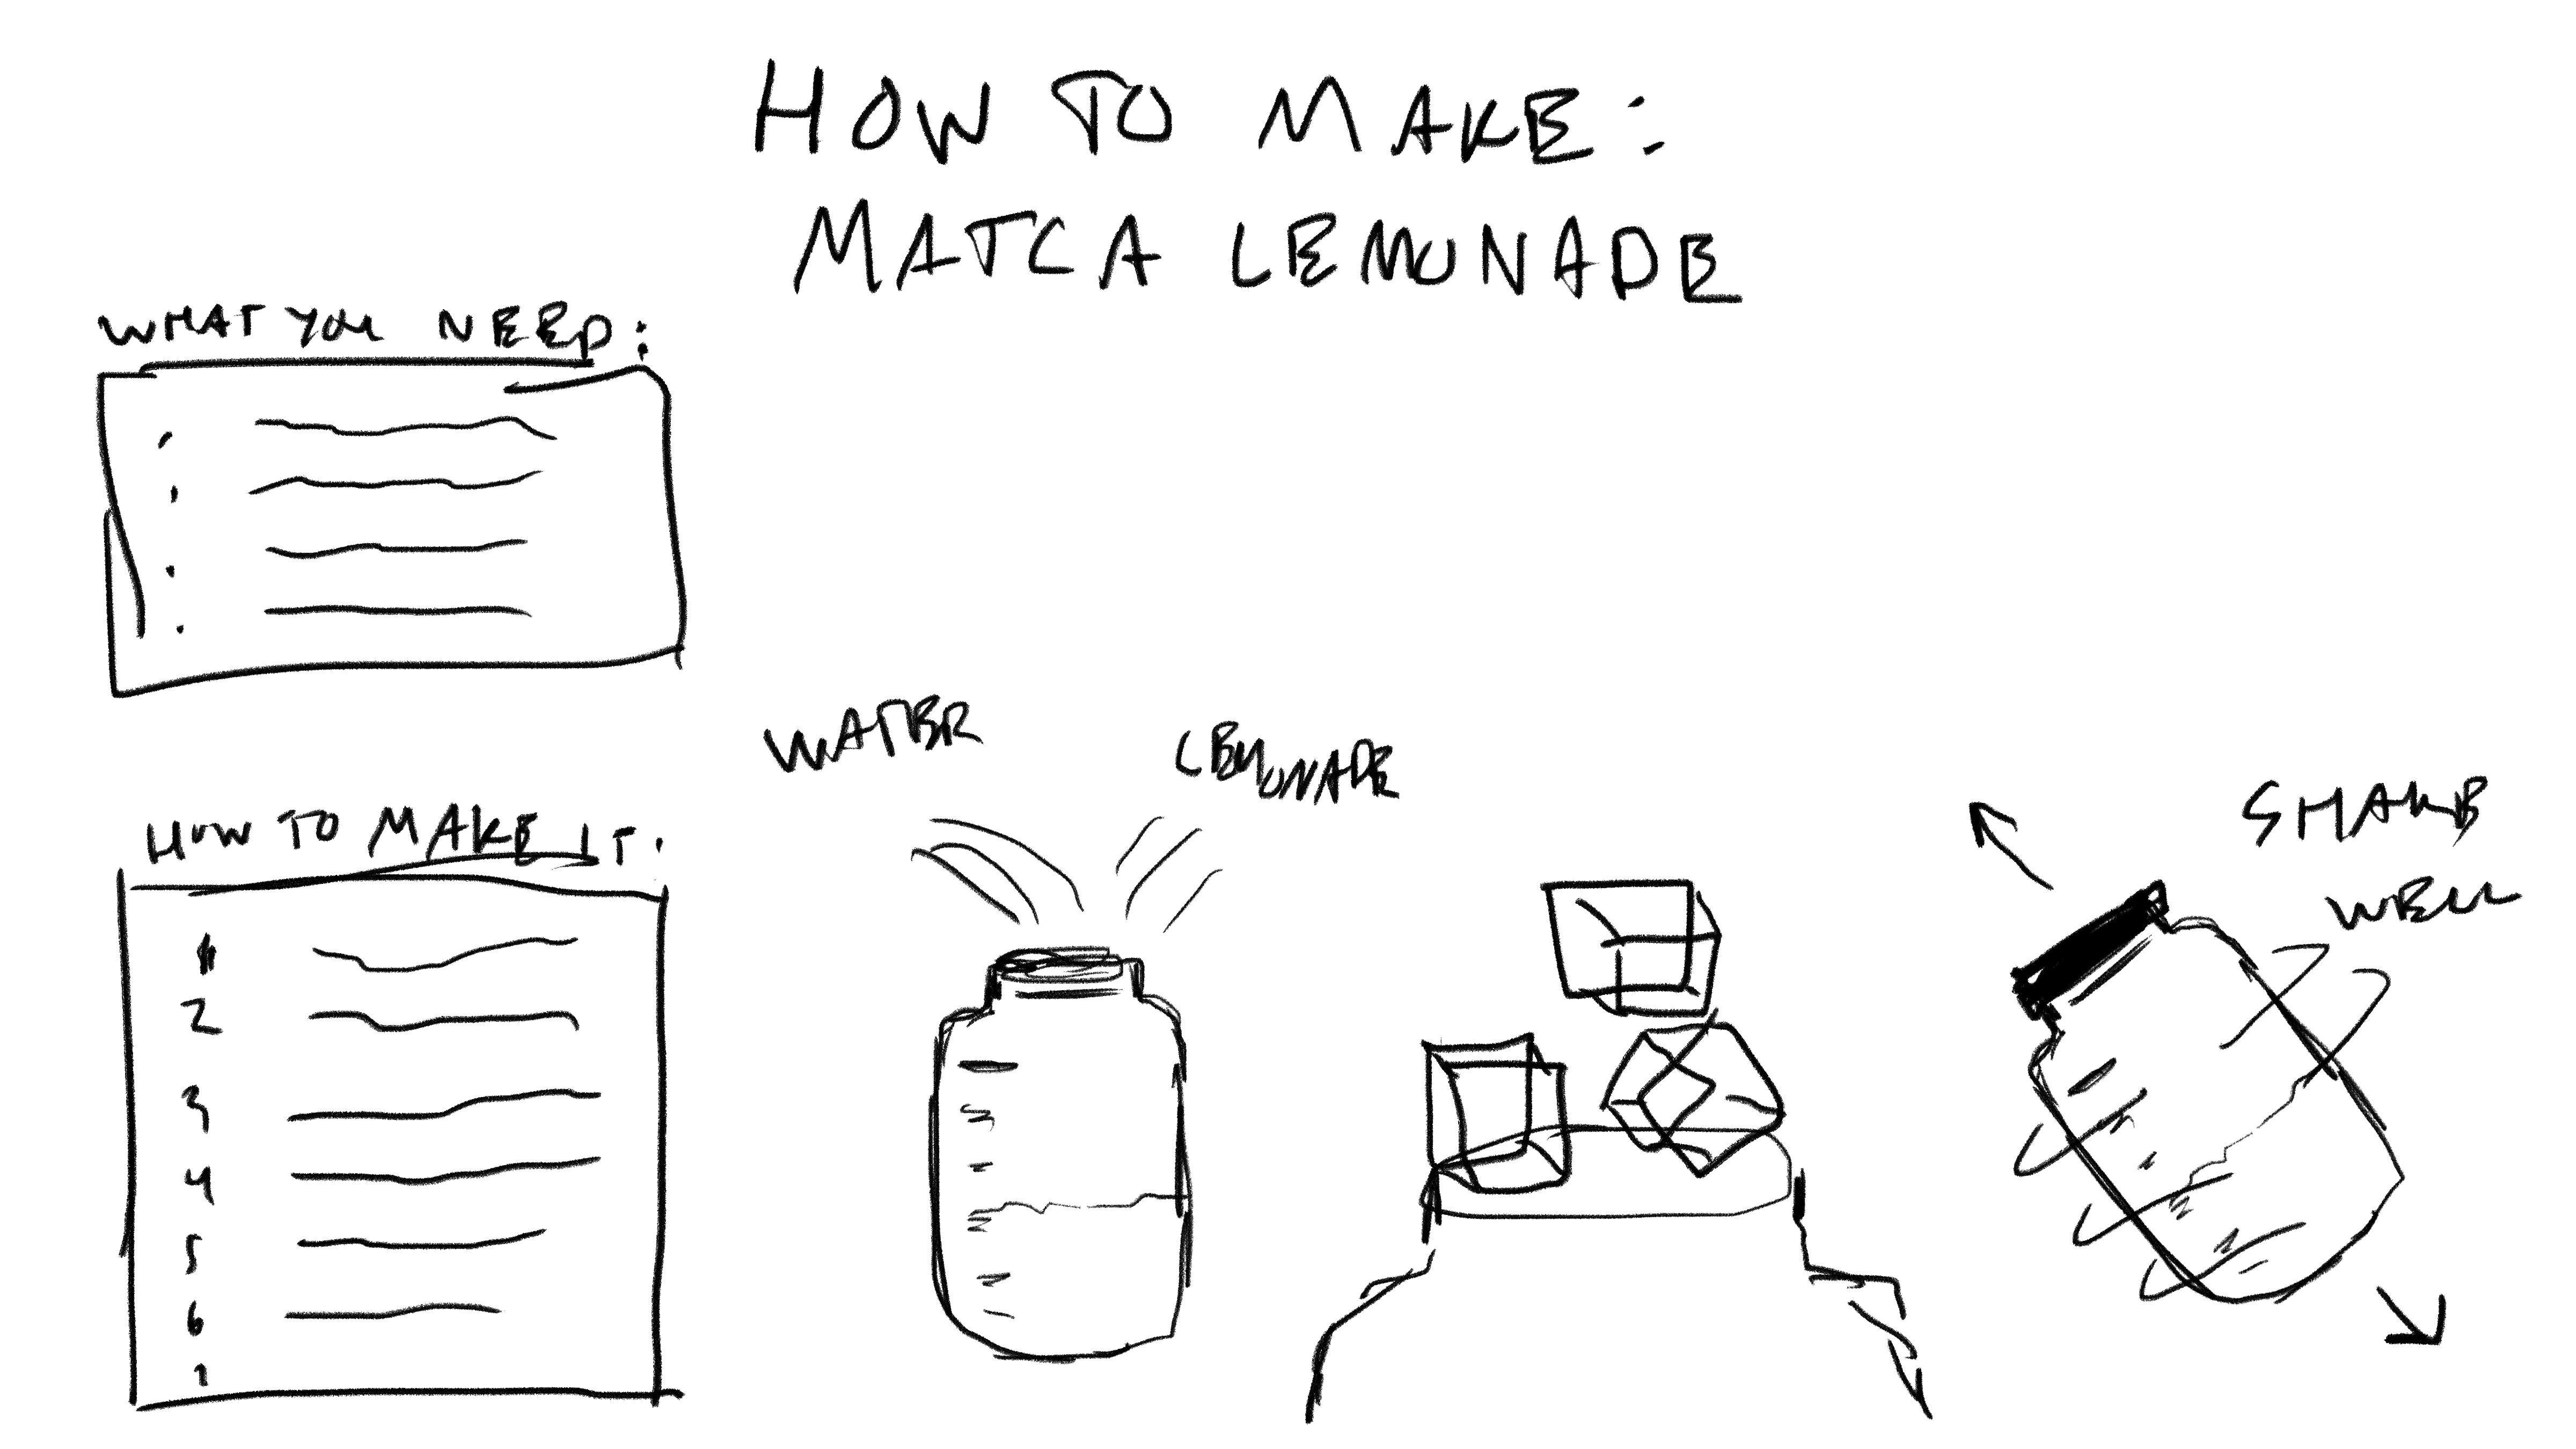 HOW TO MAKE:
MATCA LEMONADE
WHAT YOU NEED:
HOW TO MAKE IT:
1
2
3
4
5
6
7
WATER
LEMONADE
SHAKE
WELL